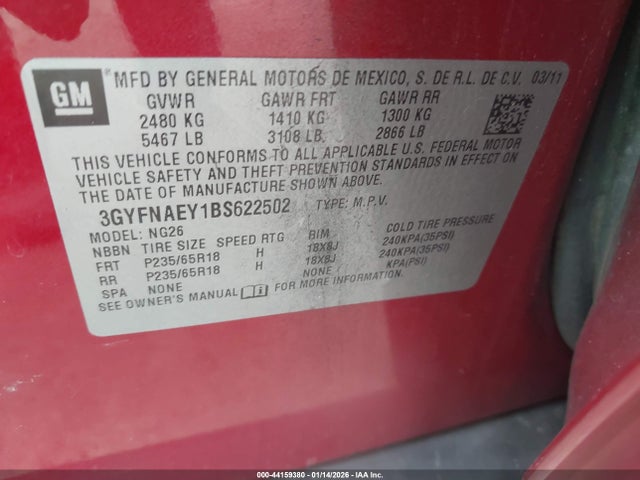 GM
MFD BY GENERAL MOTORS DE MEXICO, S. DE R.L. DE C.V. 03/11
GVWR GAWR FRT GAWR RR
2480 KG 1410 KG 1300 KG
5467 LB 3108 LB 2866 LB
THIS VEHICLE CONFORMS TO ALL APPLICABLE U.S. FEDERAL MOTOR
VEHICLE SAFETY AND THEFT PREVENTION STANDARDS IN EFFECT ON
THE DATE OF MANUFACTURE SHOWN ABOVE.
3GYFNAEY1BS622502 TYPE: M.P.V.
MODEL: NG26
NBBN TIRE SIZE SPEED RTG RIM COLD TIRE PRESSURE
FRT P235/65R18 H 18X8J 240KPA(35PSI)
RR P235/65R18 H 18X8J 240KPA(35PSI)
SPA NONE NONE KPA(PSI)
SEE OWNER'S MANUAL FOR MORE INFORMATION.
000-44159380 - 01/14/2026 - IAAI.COM